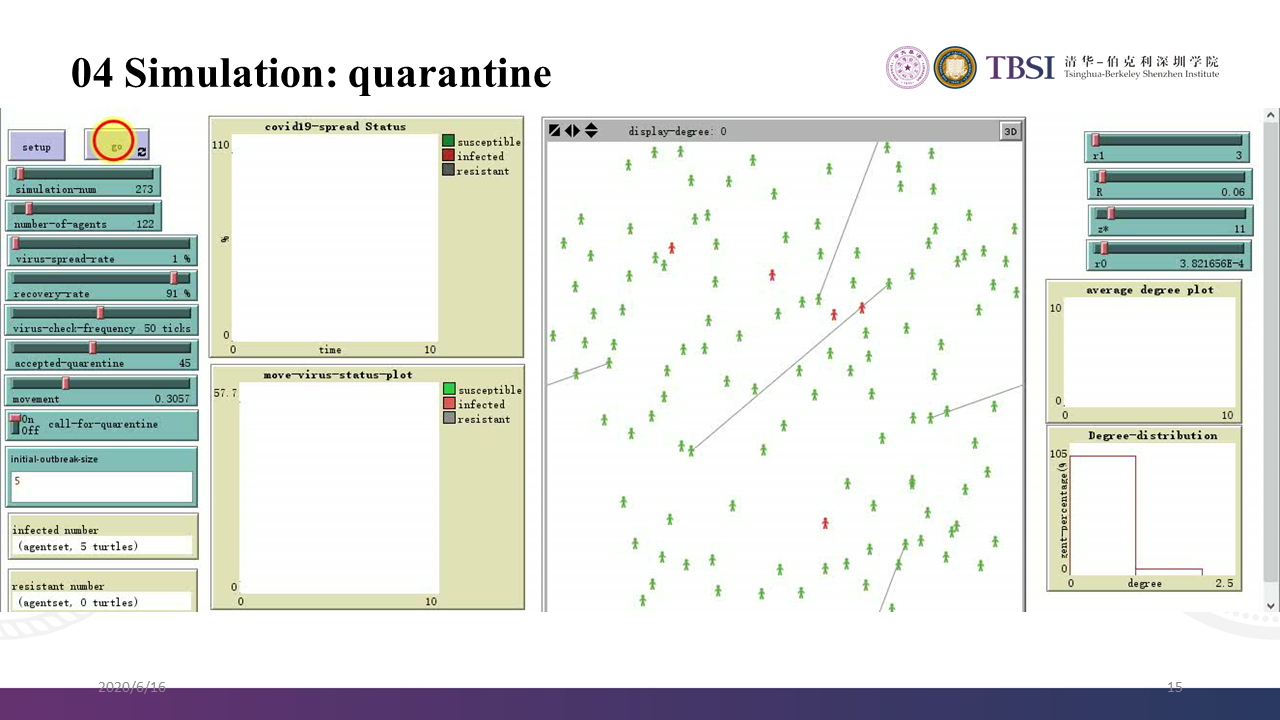 04 Simulation: quarantine
TBSI
清华-伯克利深圳学院
Tsinghua-Berkeley Shenzhen Institute
setup
go
simulation-num 273
number-of-agents 122
virus-spread-rate 1 %
recovery-rate 91 %
virus-check-frequency 50 ticks
accepted-quarentine 45
movement 0.3057
On
Off
call-for-quarentine
initial-outbreak-size
5
infected number
(agentset, 5 turtles)
resistant number
(agentset, 0 turtles)
covid19-spread Status
110
%
0
0 time 10
susceptible
infected
resistant
move-virus-status-plot
57.7
0
0 10
susceptible
infected
resistant
display-degree: 0
3D
r1 3
R 0.06
z* 11
r0 3.821656E-4
average degree plot
10
0
0 10
Degree-distribution
105
zent-percentage(%
0
0 degree 2.5
2020/6/16
15